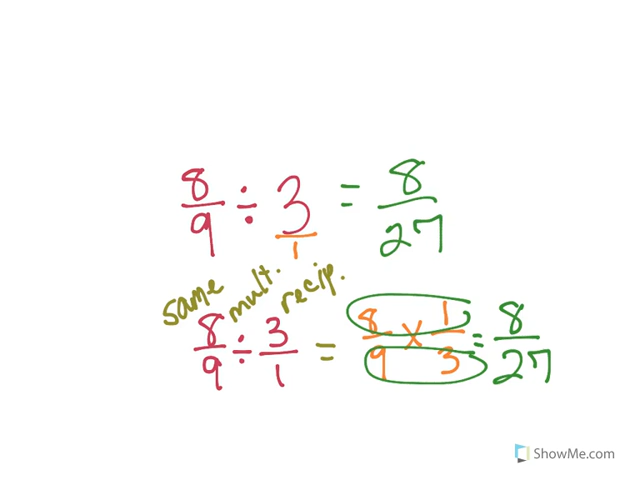 8/9 ÷ 3/1 = 8/27
same mult. recip.
8/9 ÷ 3/1 = 8/9 x 1/3 = 8/27
ShowMe.com